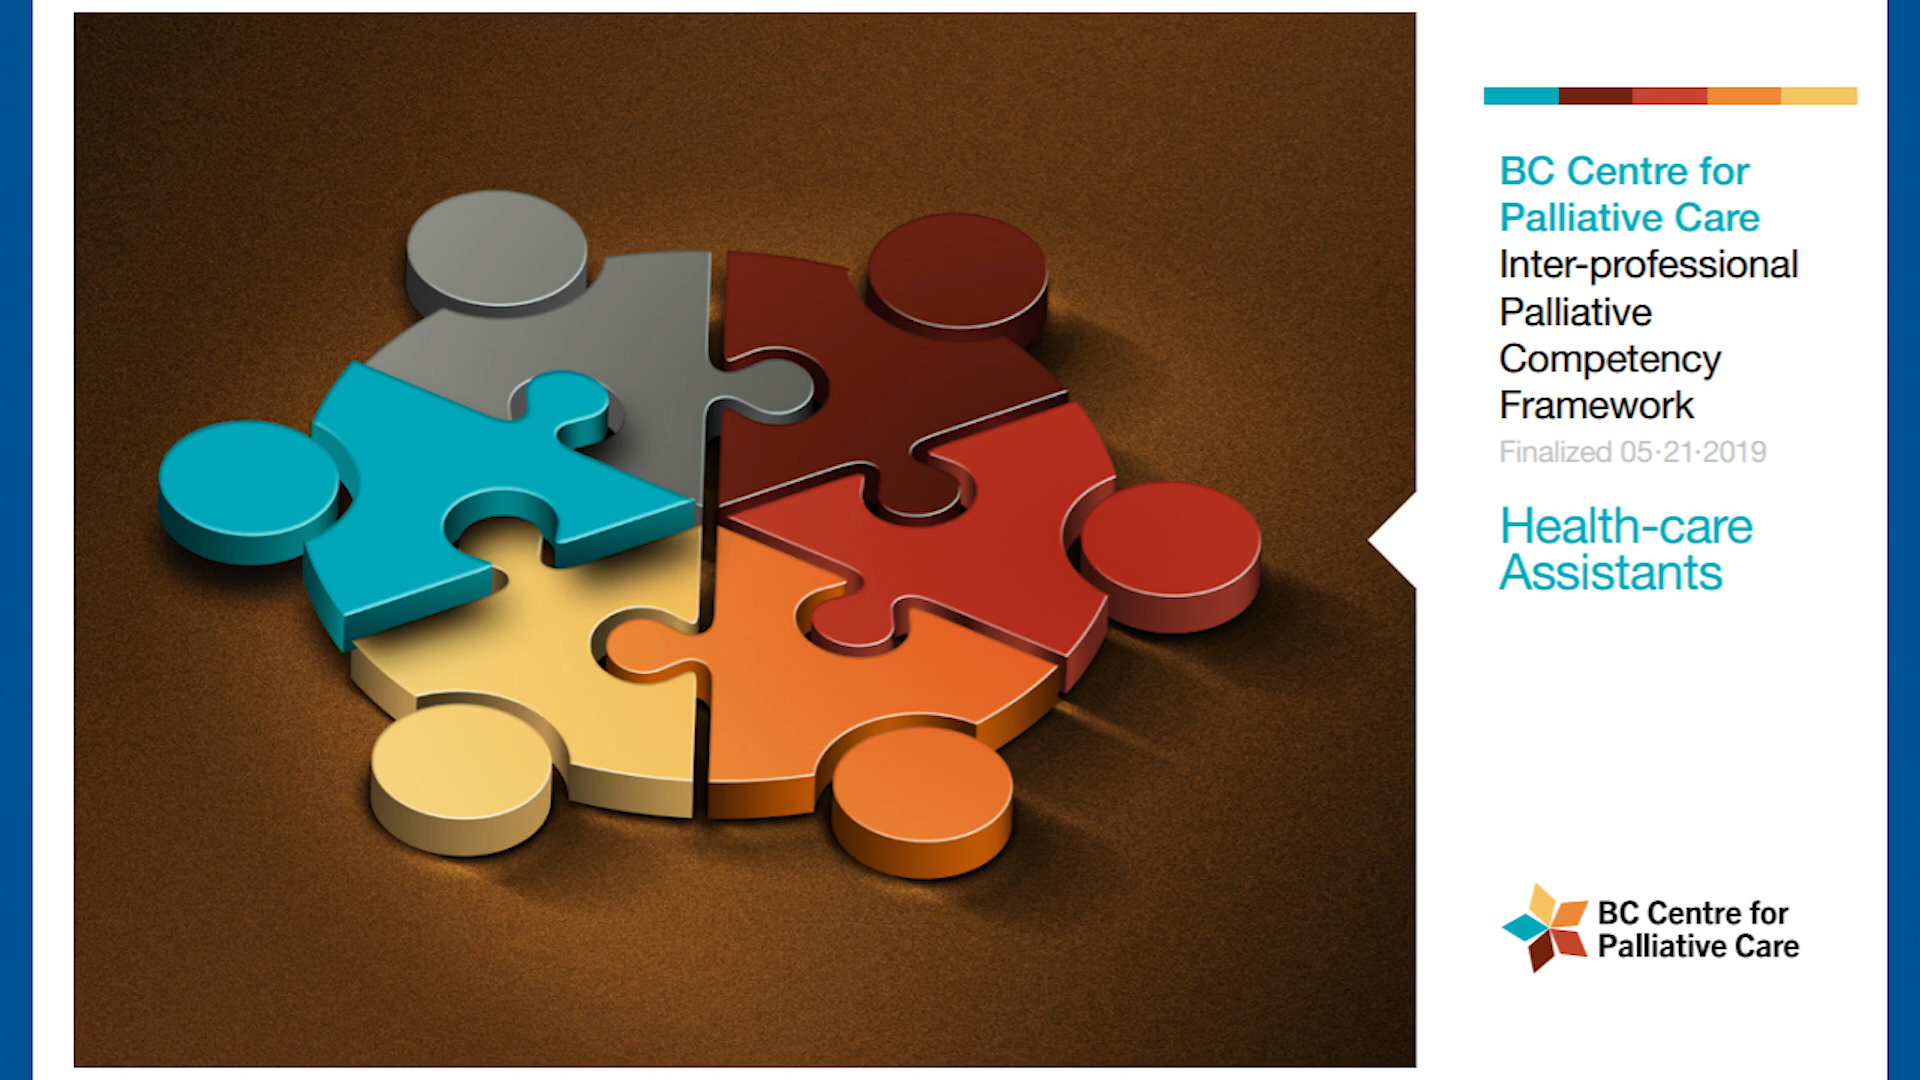 BC Centre for
Palliative Care
Inter-professional
Palliative
Competency
Framework
Finalized 05·21·2019
Health-care
Assistants
BC Centre for
Palliative Care